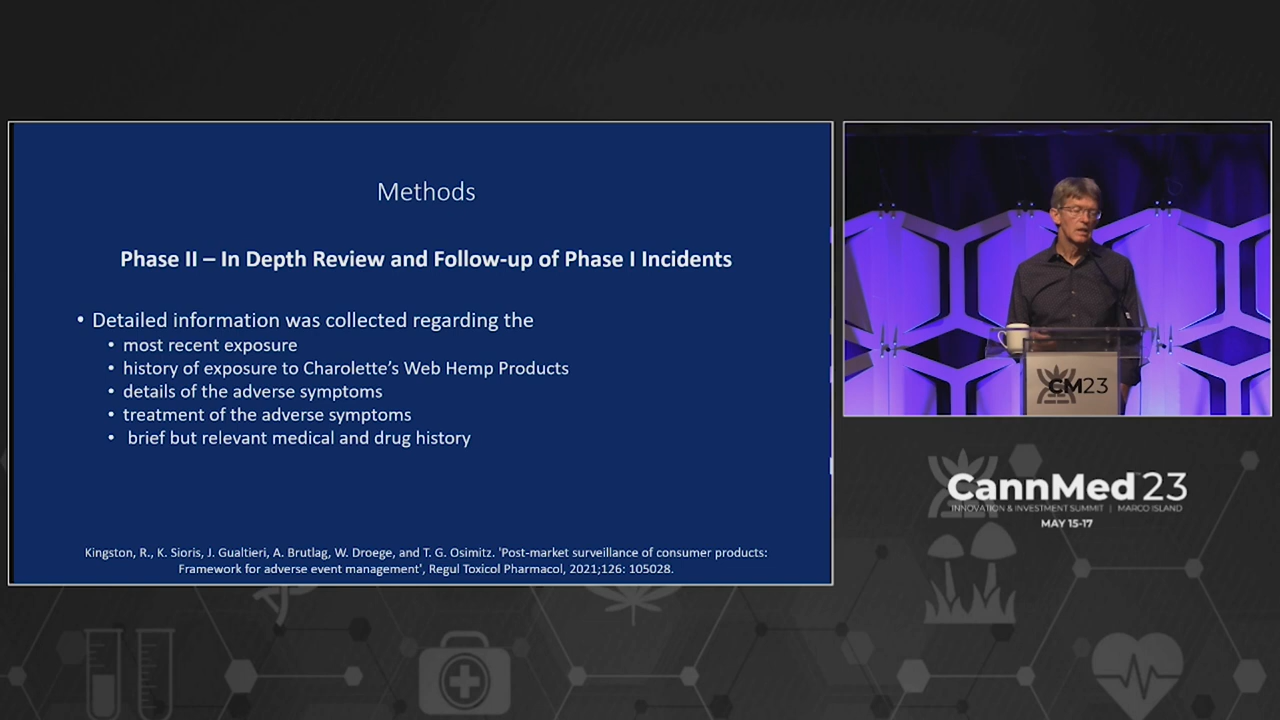 Methods
Phase II – In Depth Review and Follow-up of Phase I Incidents
• Detailed information was collected regarding the
• most recent exposure
• history of exposure to Charolette’s Web Hemp Products
• details of the adverse symptoms
• treatment of the adverse symptoms
• brief but relevant medical and drug history
Kingston, R., K. Sioris, J. Gualtieri, A. Brutlag, W. Droege, and T. G. Osimitz. 'Post-market surveillance of consumer products:
Framework for adverse event management', Regul Toxicol Pharmacol, 2021;126: 105028.
CM23
CannMed 23
INNOVATION & INVESTMENT SUMMIT | MARCO ISLAND
MAY 15-17